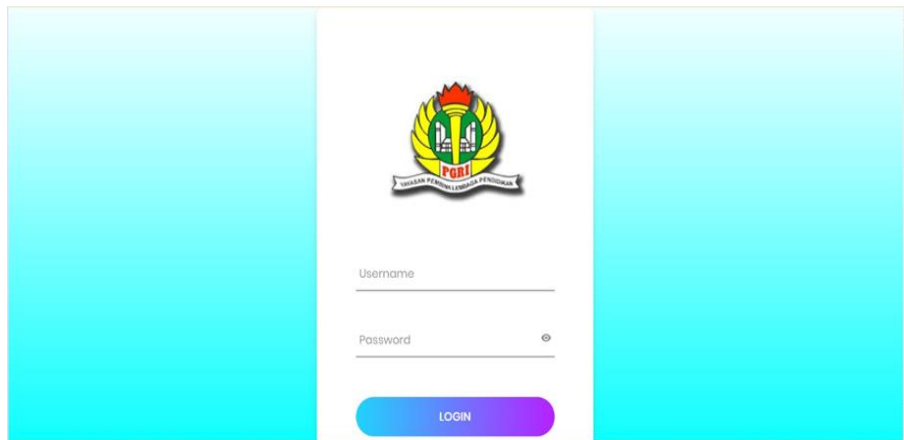 PGRI
YAYASAN PEMBINA LEMBAGA PENDIDIKAN
Username
Password
LOGIN